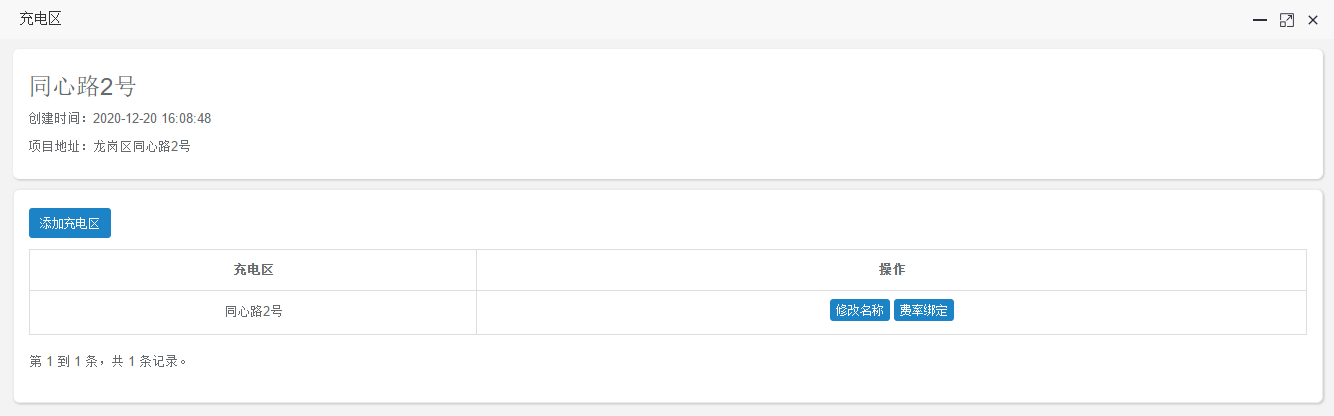 充电区
同心路2号
创建时间：2020-12-20 16:08:48
项目地址：龙岗区同心路2号
添加充电区
充电区 操作
同心路2号 修改名称 费率绑定
第 1 到 1 条，共 1 条记录。